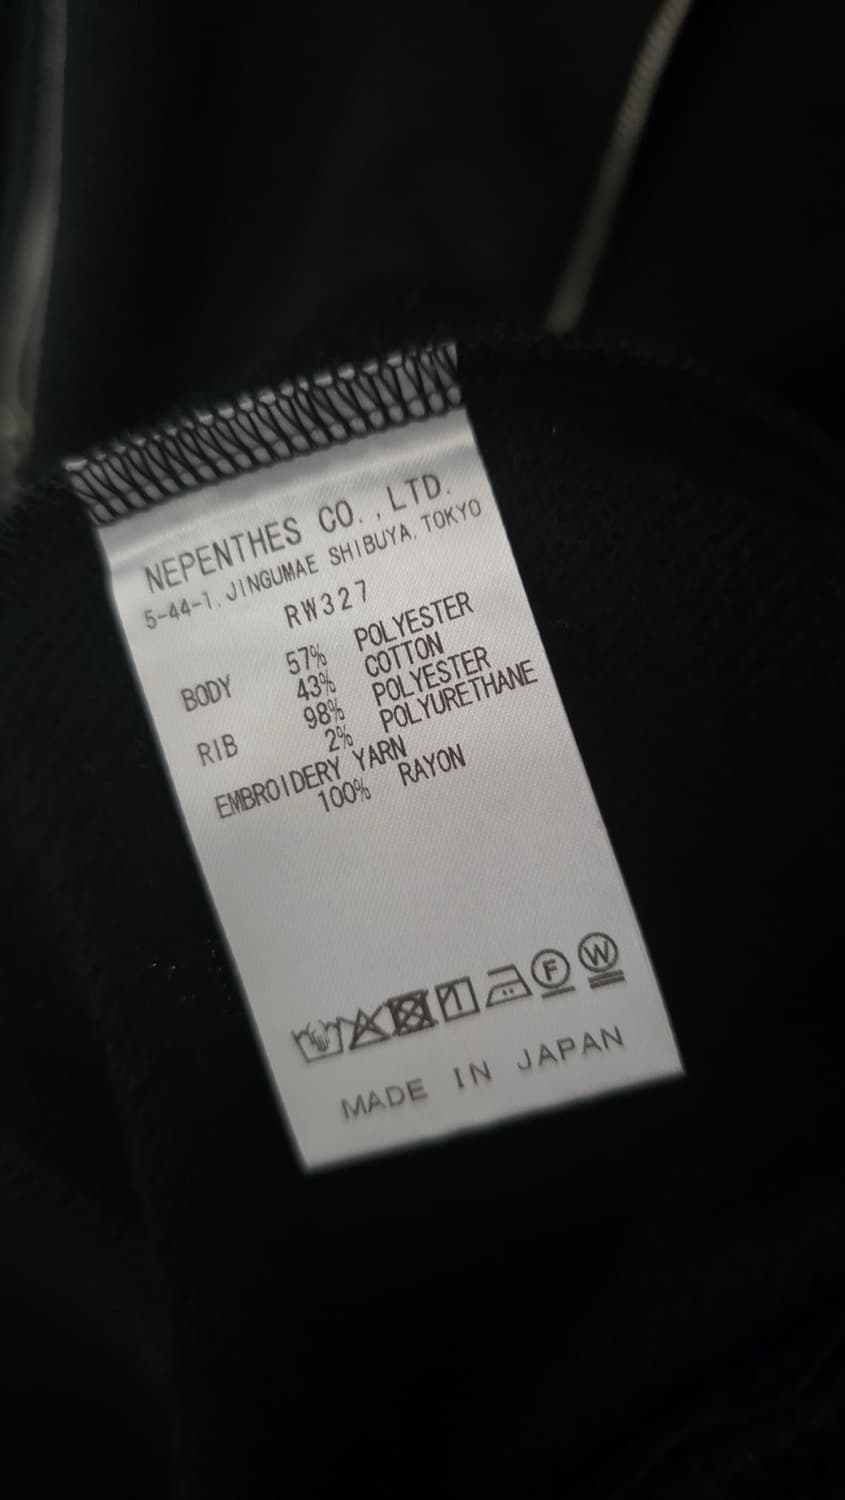 NEPENTHES CO.,LTD.
5-44-1.JINGUMAE SHIBUYA.TOKYO
RW327
BODY 57% POLYESTER
43% COTTON
RIB 98% POLYESTER
2% POLYURETHANE
EMBROIDERY YARN
100% RAYON
F W
MADE IN JAPAN